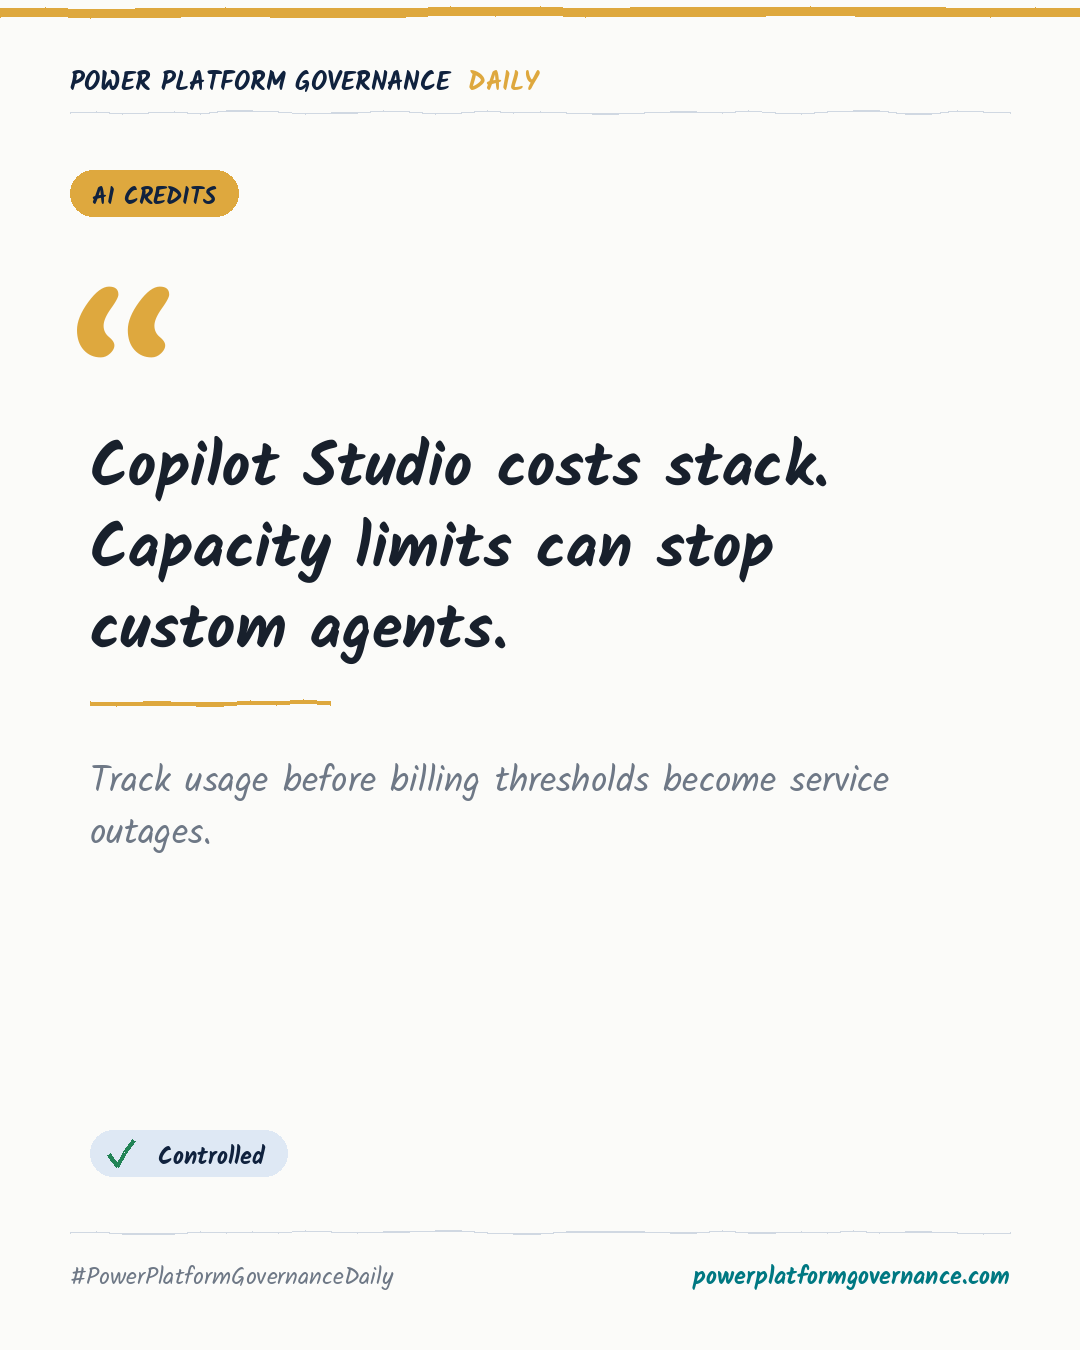 POWER PLATFORM GOVERNANCE DAILY
AI CREDITS
“
Copilot Studio costs stack.
Capacity limits can stop
custom agents.
Track usage before billing thresholds become service
outages.
Controlled
#PowerPlatformGovernanceDaily
powerplatformgovernance.com